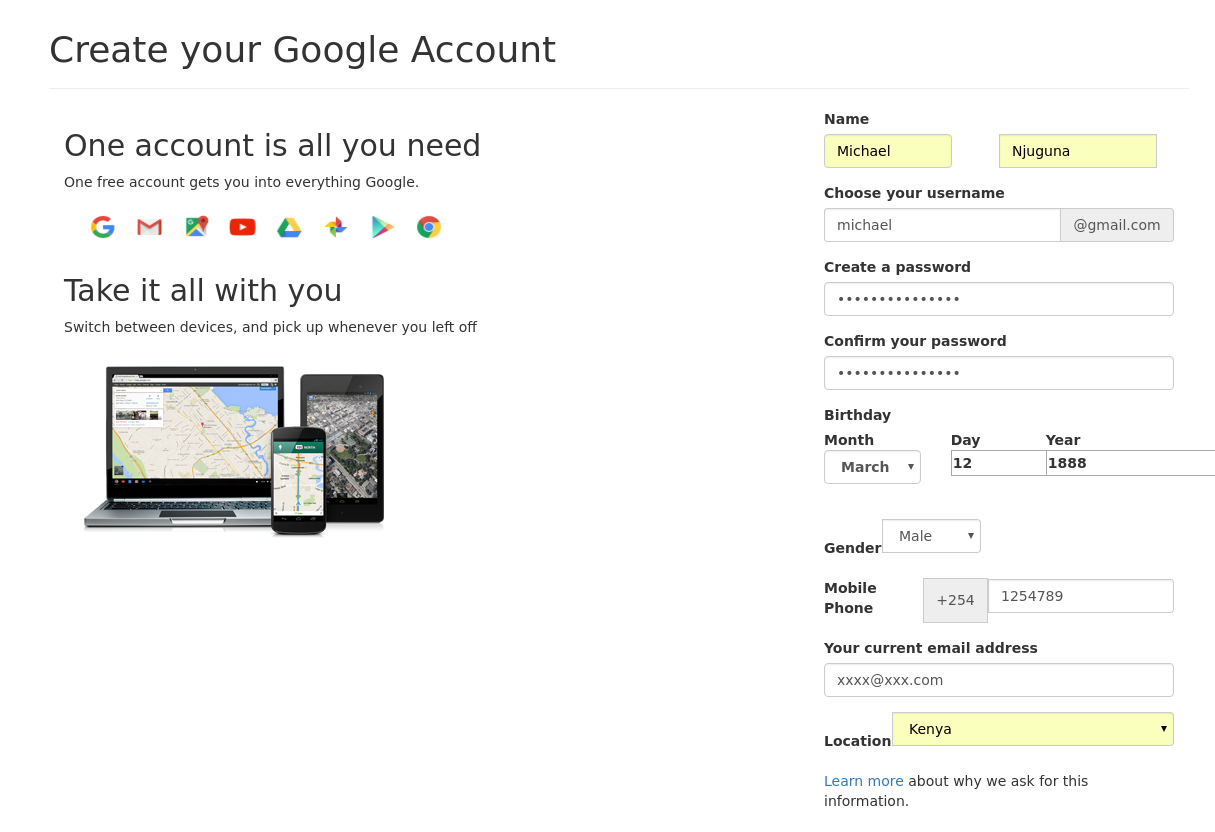 Create your Google Account
One account is all you need
One free account gets you into everything Google.
Take it all with you
Switch between devices, and pick up whenever you left off
Name
Michael Njuguna
Choose your username
michael @gmail.com
Create a password
•••••••••••••••
Confirm your password
•••••••••••••••
Birthday
Month Day Year
March 12 1888
Gender Male
Mobile
Phone
+254 1254789
Your current email address
xxxx@xxx.com
Location Kenya
Learn more about why we ask for this
information.